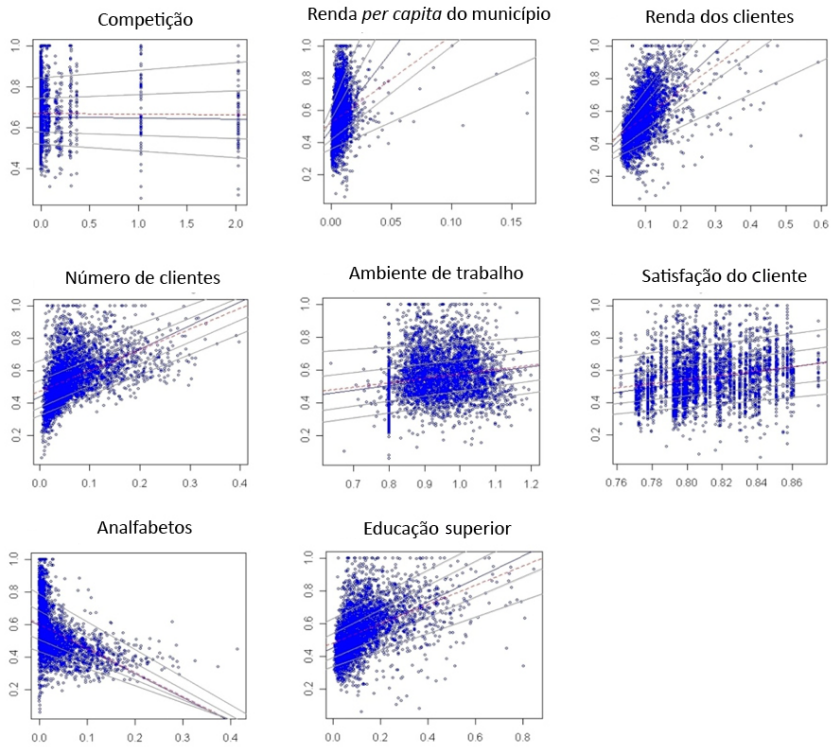 Competição
Renda per capita do município
Renda dos clientes
1.0
0.8
0.6
0.4
0.0 0.5 1.0 1.5 2.0
1.0
0.8
0.6
0.4
0.2
0.00 0.05 0.10 0.15
1.0
0.8
0.6
0.4
0.2
0.1 0.2 0.3 0.4 0.5 0.6
Número de clientes
Ambiente de trabalho
Satisfação do Cliente
1.0
0.8
0.6
0.4
0.2
0.0 0.1 0.2 0.3 0.4
1.0
0.8
0.6
0.4
0.2
0.7 0.8 0.9 1.0 1.1 1.2
1.0
0.8
0.6
0.4
0.2
0.76 0.78 0.80 0.82 0.84 0.86
Analfabetos
Educação superior
1.0
0.8
0.6
0.4
0.2
0.0 0.1 0.2 0.3 0.4
1.0
0.8
0.6
0.4
0.2
0.0 0.2 0.4 0.6 0.8